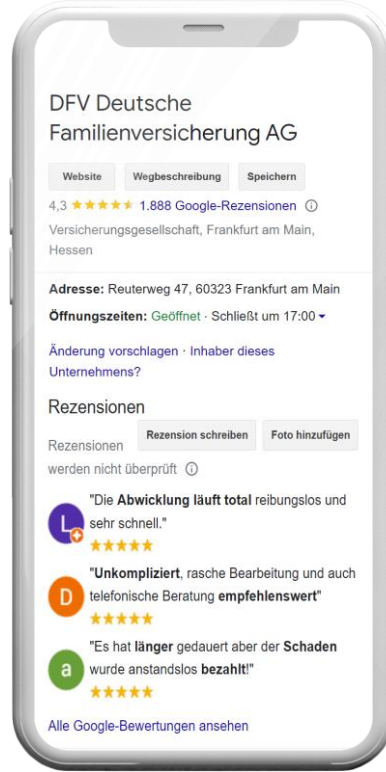 DFV Deutsche
Familienversicherung AG
Website Wegbeschreibung Speichern
4,3 1.888 Google-Rezensionen
Versicherungsgesellschaft, Frankfurt am Main,
Hessen
Adresse: Reuterweg 47, 60323 Frankfurt am Main
Öffnungszeiten: Geöffnet · Schließt um 17:00
Änderung vorschlagen · Inhaber dieses
Unternehmens?
Rezensionen
Rezension schreiben Foto hinzufügen
Rezensionen
werden nicht überprüft
L
"Die Abwicklung läuft total reibungslos und
sehr schnell."
D
"Unkompliziert, rasche Bearbeitung und auch
telefonische Beratung empfehlenswert"
a
"Es hat länger gedauert aber der Schaden
wurde anstandslos bezahlt!"
Alle Google-Bewertungen ansehen